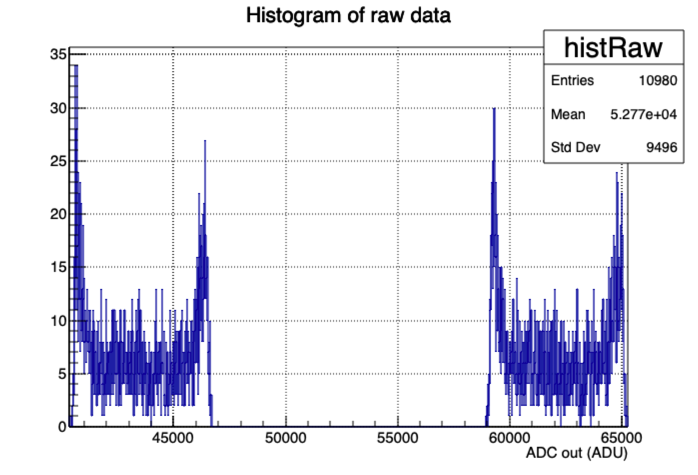 Histogram of raw data
histRaw
Entries 10980
Mean 5.277e+04
Std Dev 9496
35
30
25
20
15
10
5
0
45000 50000 55000 60000 65000
ADC out (ADU)